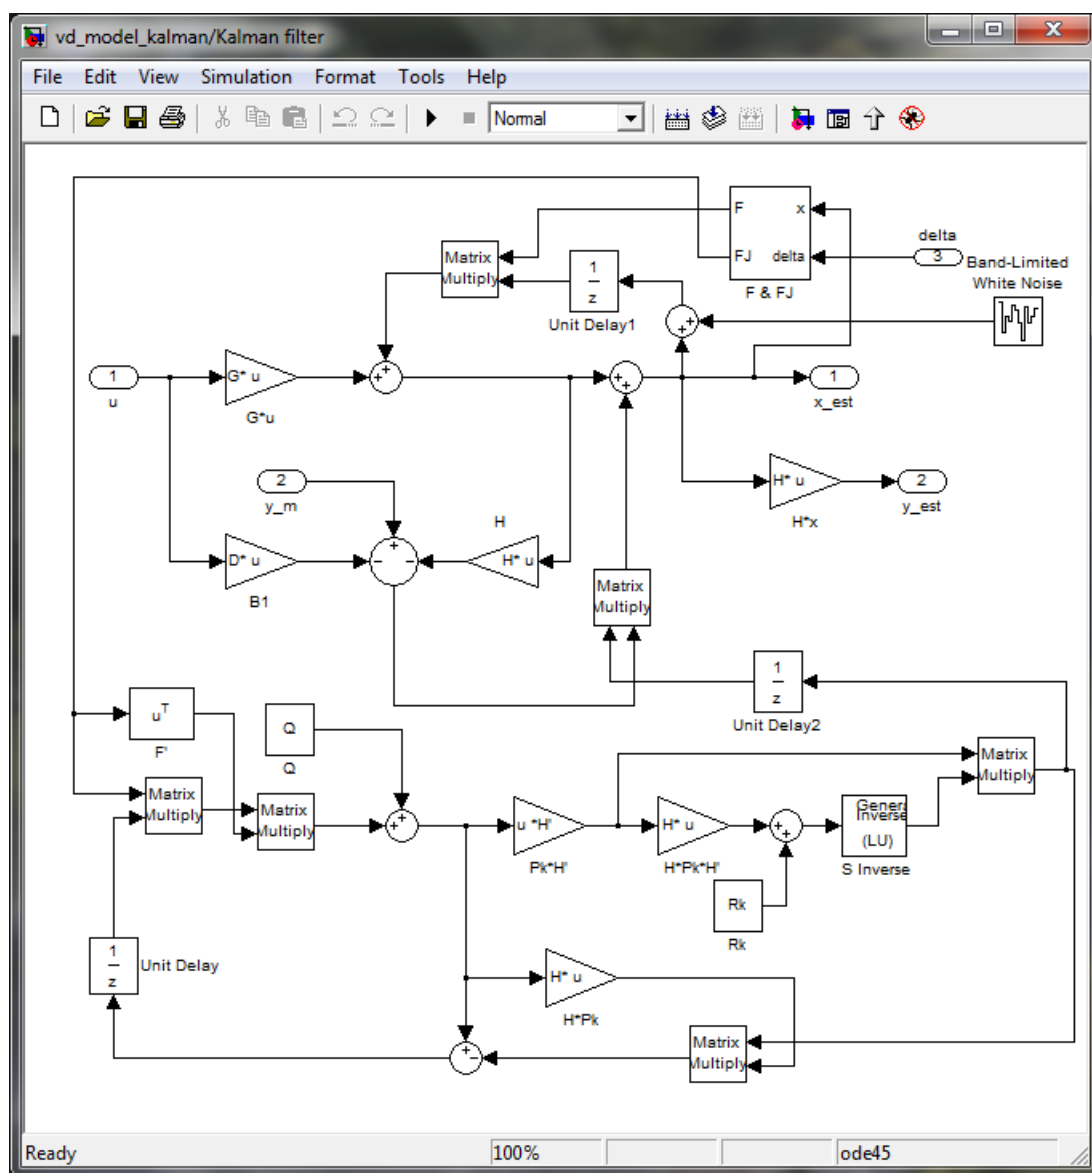 vd_model_kalman/Kalman filter
File Edit View Simulation Format Tools Help
Normal
F
x
FJ
delta
F & FJ
delta
3
Band-Limited
White Noise
Matrix
Multiply
1
z
Unit Delay1
1
u
G* u
G*u
1
x_est
2
y_m
H
H* u
D* u
B1
H* u
H*x
2
y_est
Matrix
Multiply
1
z
Unit Delay2
uT
F'
Q
Q
Matrix
Multiply
Matrix
Multiply
Matrix
Multiply
u *H'
Pk*H'
H* u
H*Pk*H'
Genera
Inverse
(LU)
S Inverse
Rk
Rk
1
z
Unit Delay
H* u
H*Pk
Matrix
Multiply
Ready 100% ode45